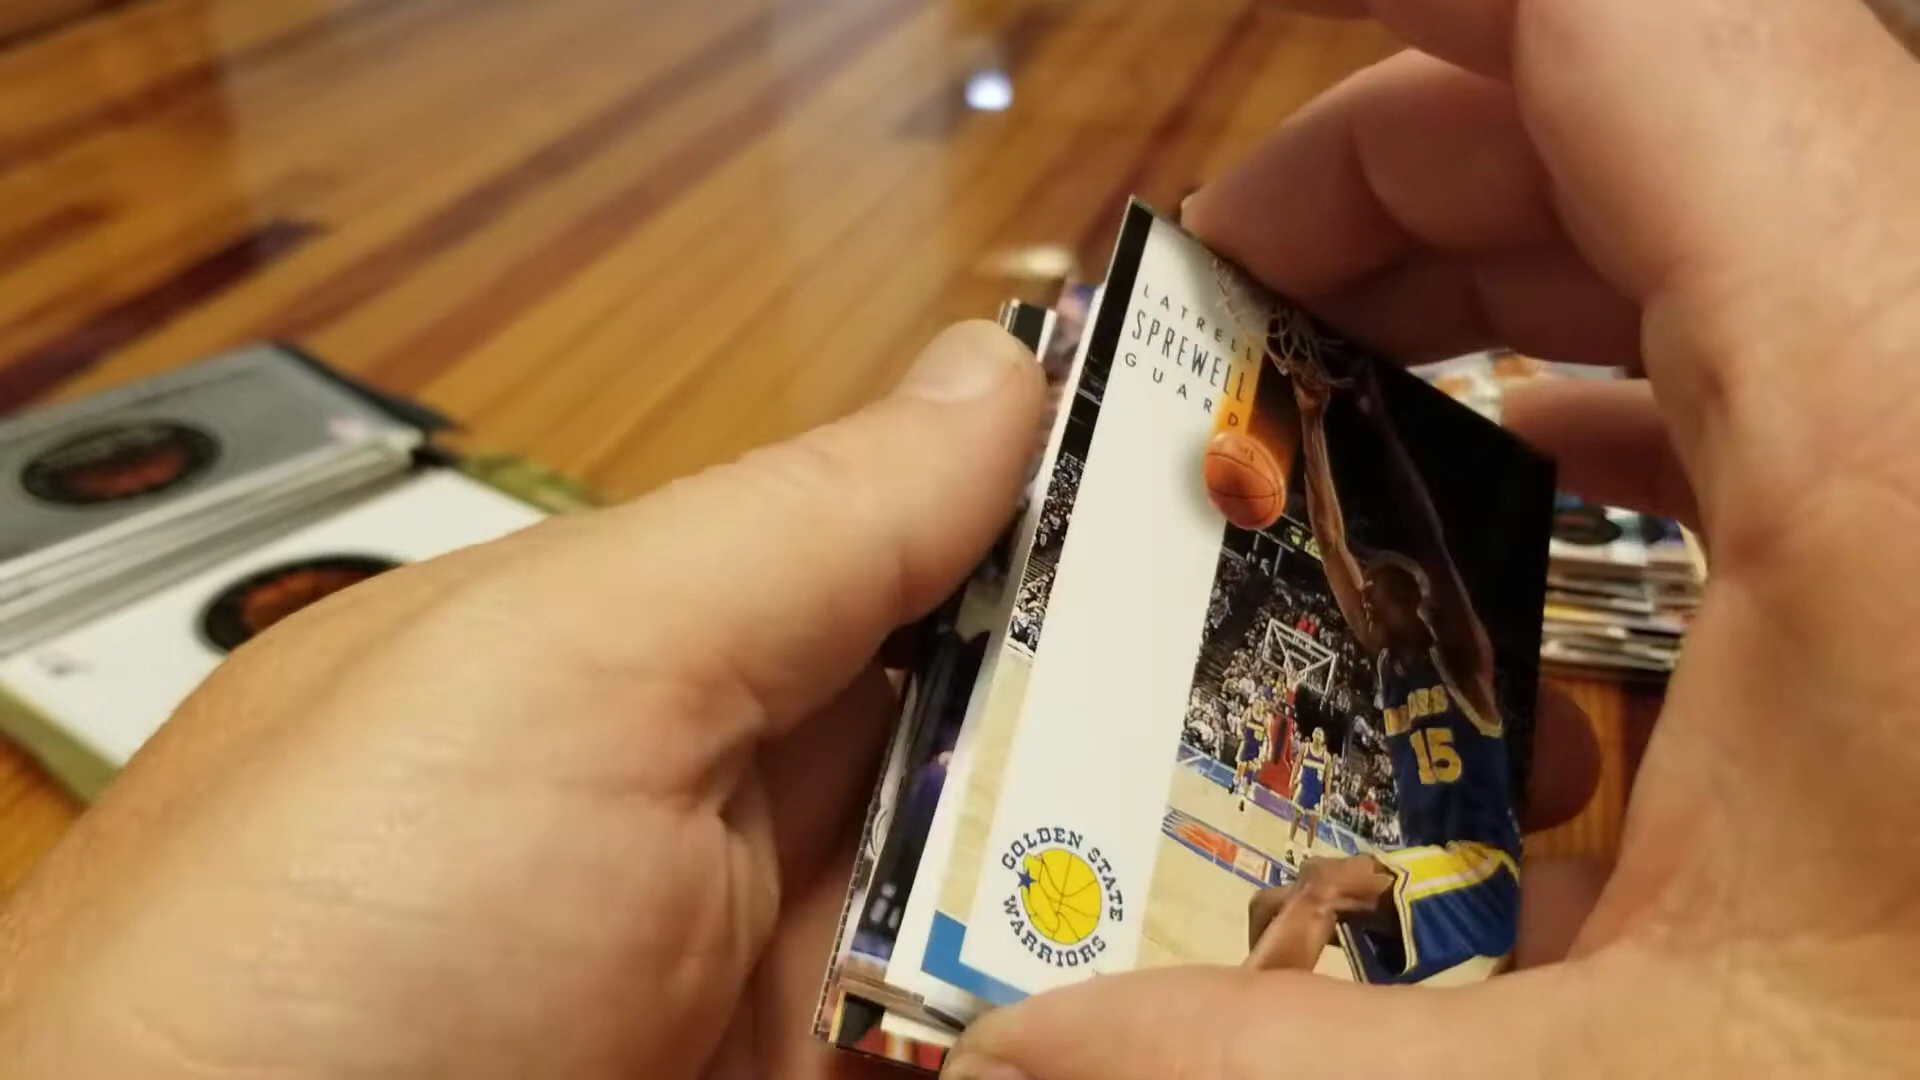 LATRELL
SPREWELL
GUARD
15
GOLDEN STATE
WARRIORS